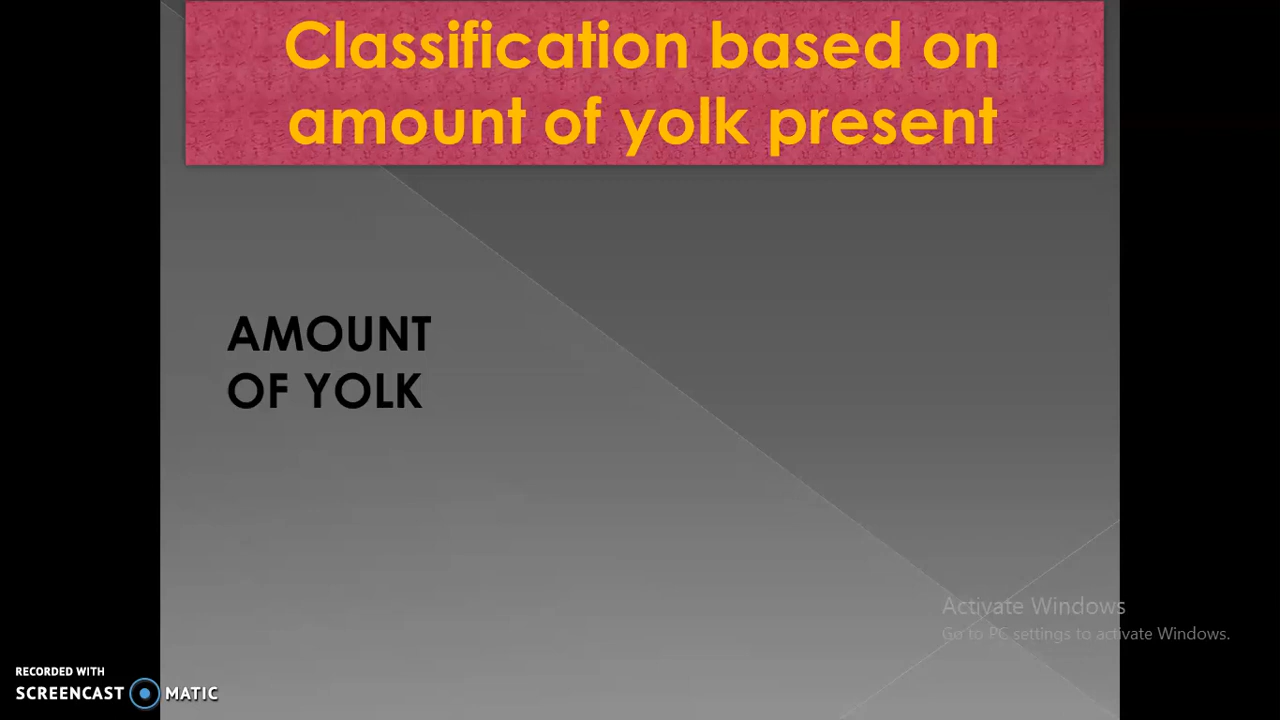 Classification based on
amount of yolk present
AMOUNT
OF YOLK
Activate Windows
Go to PC settings to activate Windows.
RECORDED WITH
SCREENCAST MATIC